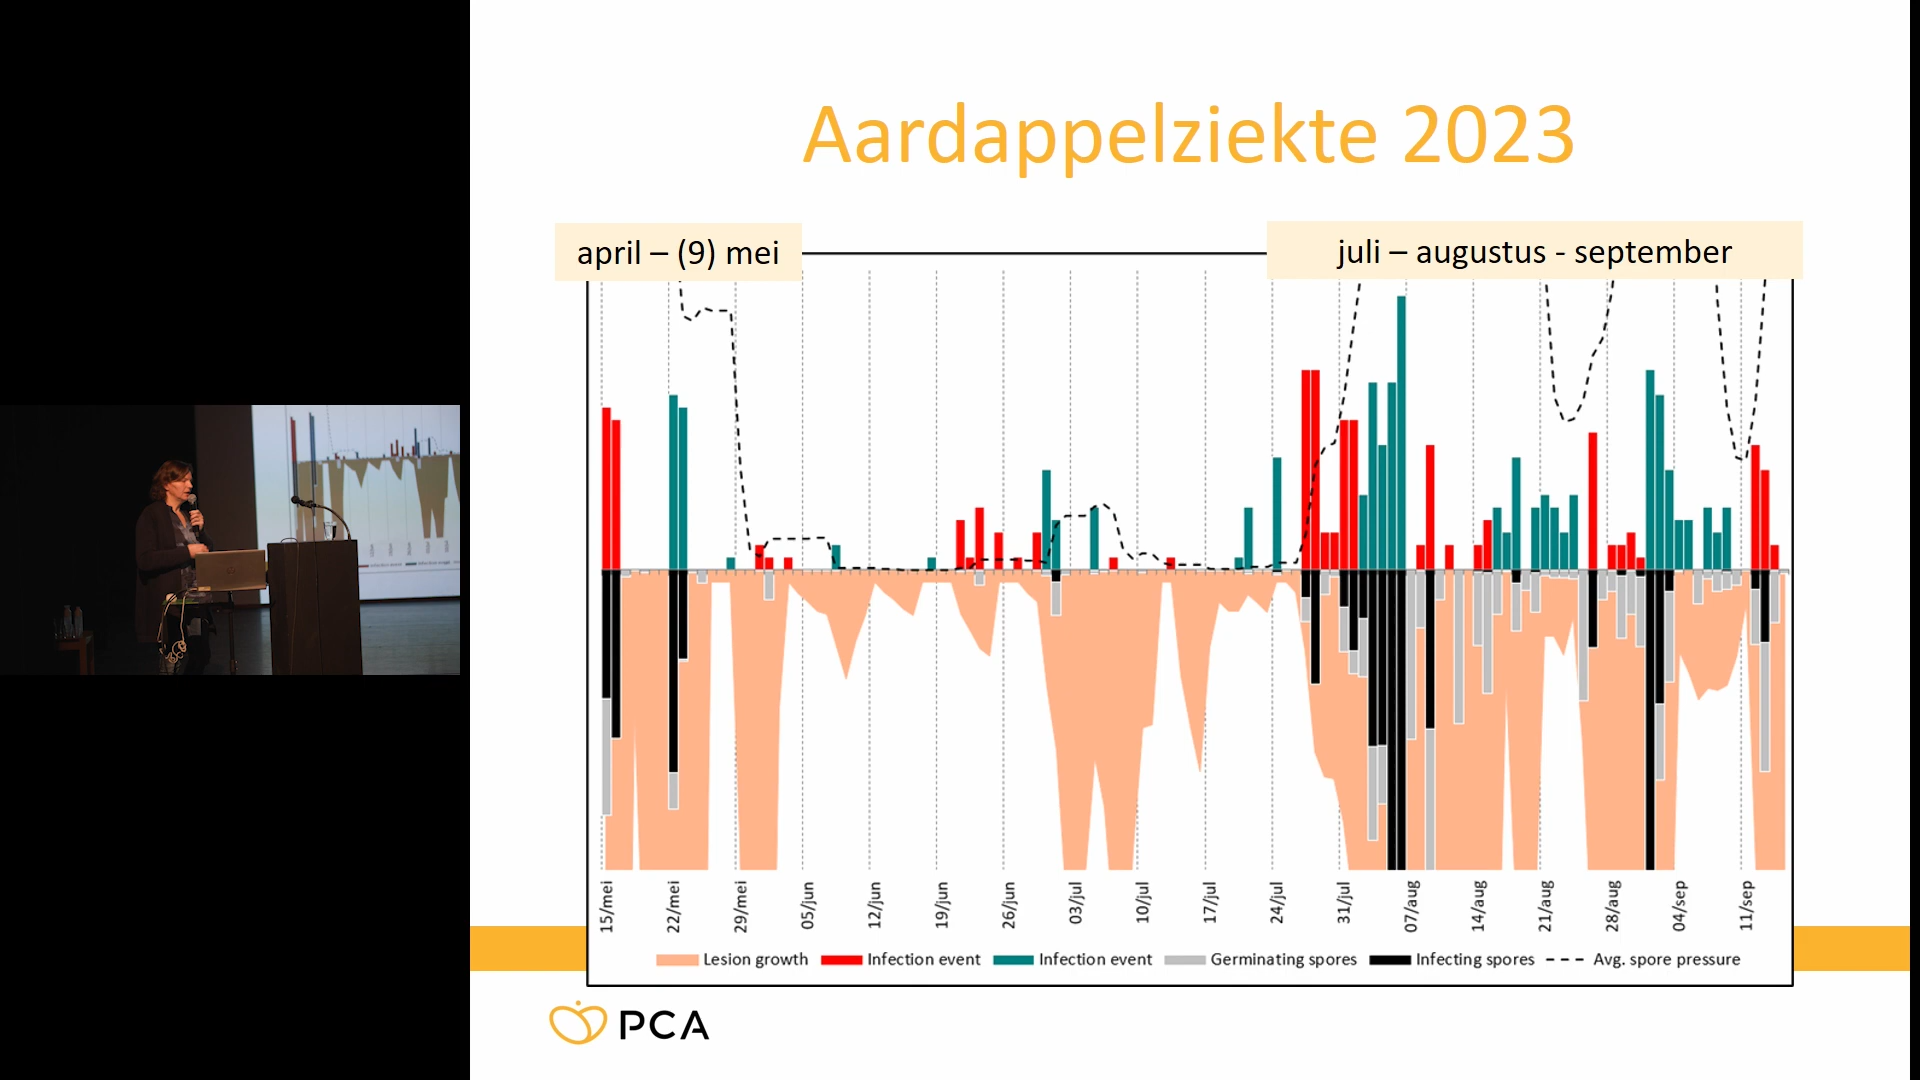 Aardappelziekte 2023
april – (9) mei
juli – augustus - september
15/mei
22/mei
29/mei
05/jun
12/jun
19/jun
26/jun
03/jul
10/jul
17/jul
24/jul
31/jul
07/aug
14/aug
21/aug
28/aug
04/sep
11/sep
Lesion growth
Infection event
Infection event
Germinating spores
Infecting spores
Avg. spore pressure
PCA